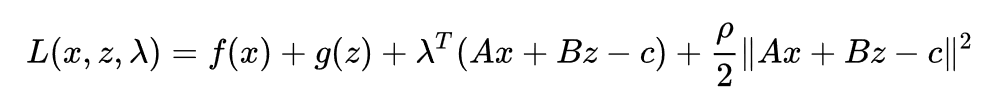 L(x, z, λ) = f(x) + g(z) + λ^T (Ax + Bz − c) + ρ/2 ‖Ax + Bz − c‖²